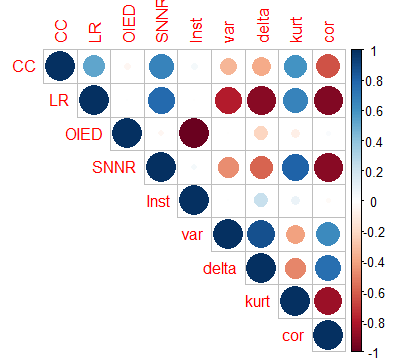 CC LR OIED SNNR Inst var delta kurt cor
CC
LR
OIED
SNNR
Inst
var
delta
kurt
cor
1
0.8
0.6
0.4
0.2
0
-0.2
-0.4
-0.6
-0.8
-1